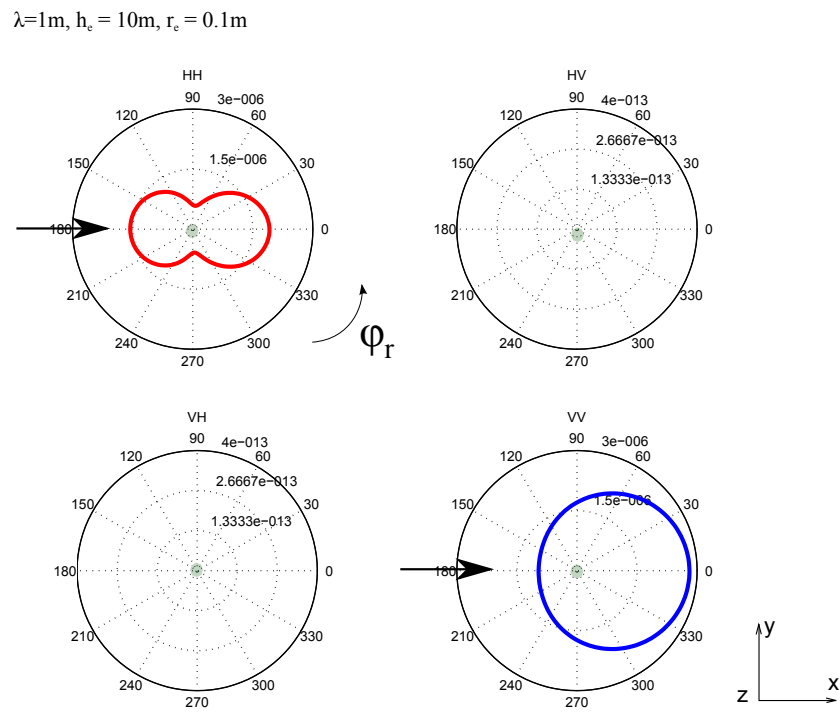 λ=1m, hₑ = 10m, rₑ = 0.1m
HH
90 3e−006
120 60
1.5e−006
150 30
180 0
210 330
240 300
270
HV
90 4e−013
120 60
2.6667e−013
150 30
1.3333e−013
180 0
210 330
240 300
270
φᵣ
VH
90 4e−013
120 60
2.6667e−013
150 30
1.3333e−013
180 0
210 330
240 300
270
VV
90 3e−006
120 60
1.5e−006
150 30
180 0
210 330
240 300
270
y
z x